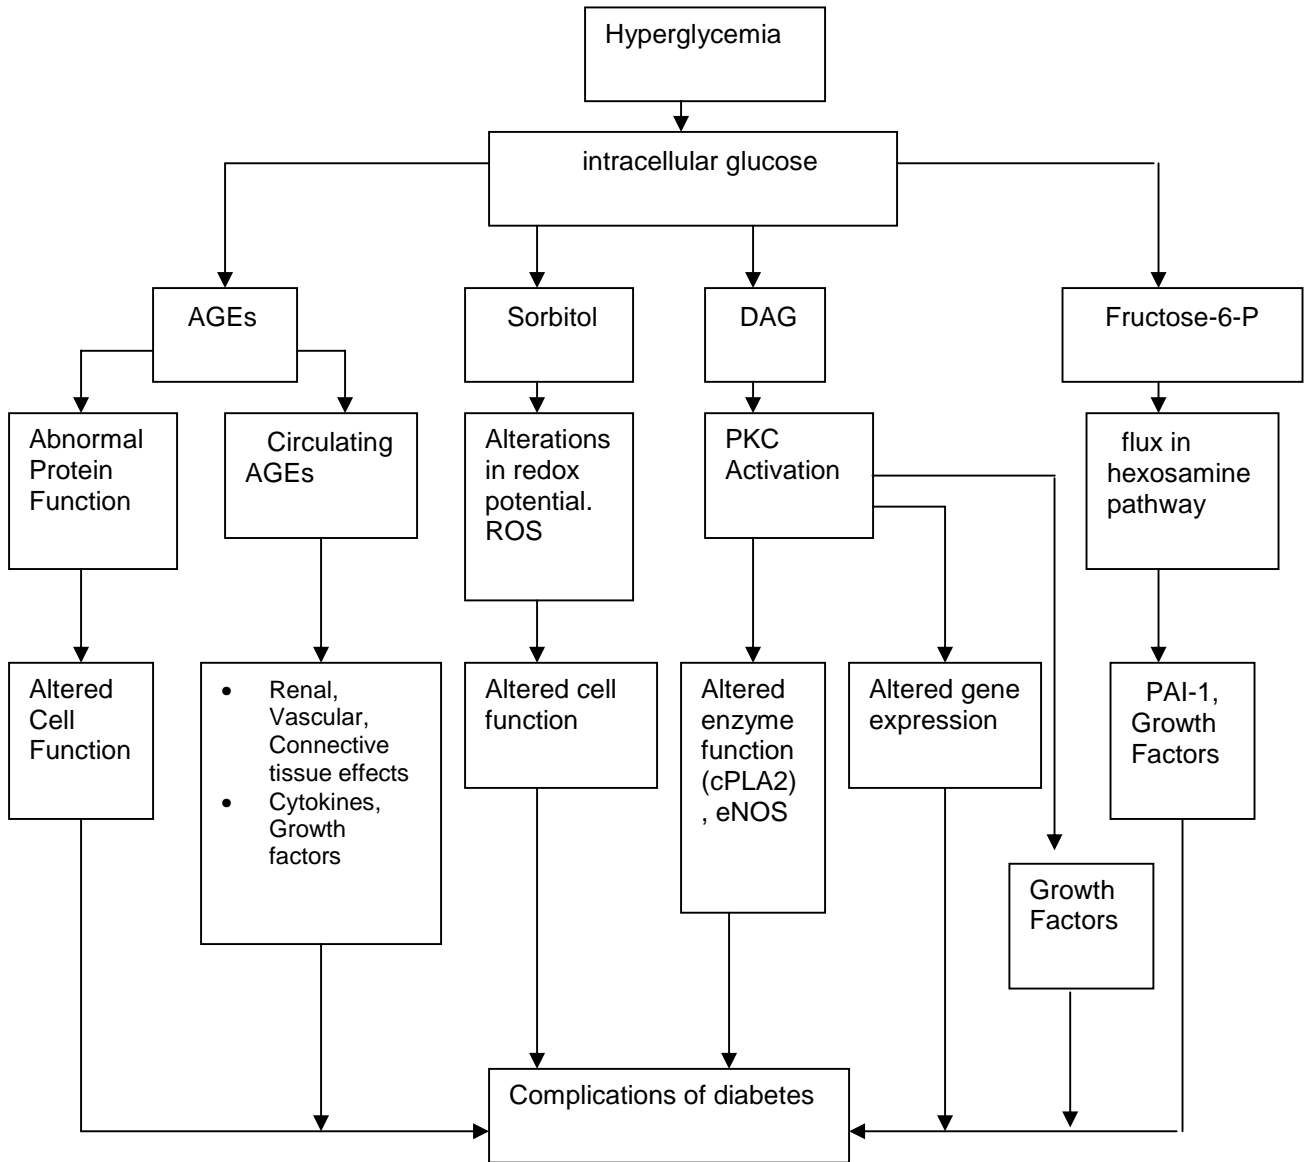 Hyperglycemia
intracellular glucose
AGEs
Sorbitol
DAG
Fructose-6-P
Abnormal
Protein
Function
Circulating
AGEs
Alterations
in redox
potential.
ROS
PKC
Activation
flux in
hexosamine
pathway
Altered
Cell
Function
• Renal,
Vascular,
Connective
tissue effects
• Cytokines,
Growth
factors
Altered cell
function
Altered
enzyme
function
(cPLA2)
, eNOS
Altered gene
expression
PAI-1,
Growth
Factors
Growth
Factors
Complications of diabetes